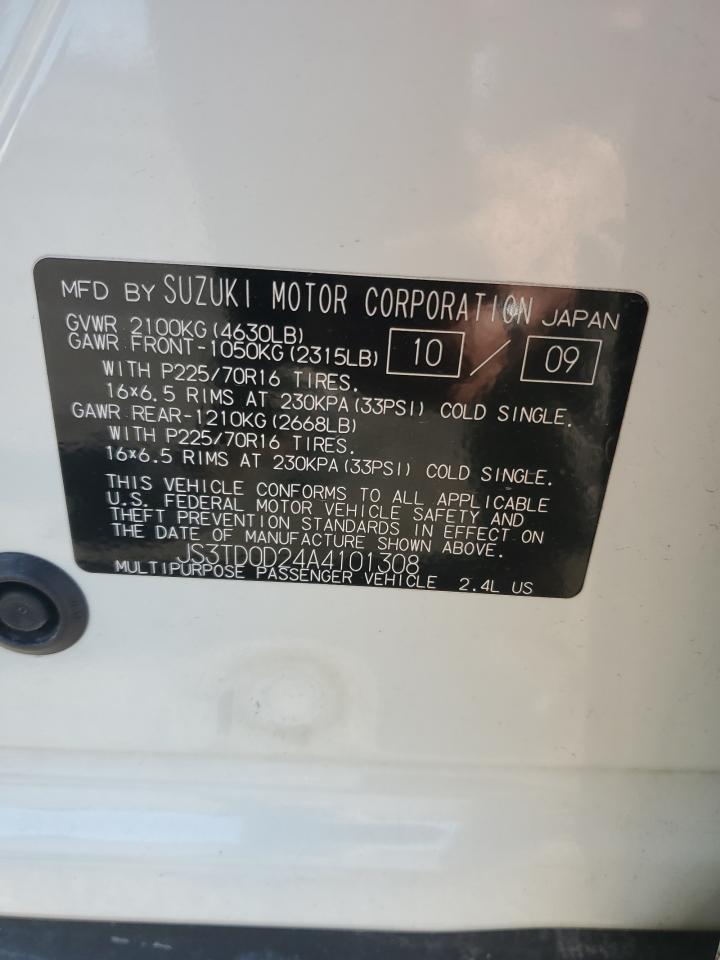 MFD BY SUZUKI MOTOR CORPORATION JAPAN
GVWR 2100KG (4630LB)
GAWR FRONT-1050KG (2315LB) 10 / 09
WITH P225/70R16 TIRES.
16×6.5 RIMS AT 230KPA (33PSI) COLD SINGLE.
GAWR REAR-1210KG (2668LB)
WITH P225/70R16 TIRES.
16×6.5 RIMS AT 230KPA (33PSI) COLD SINGLE.
THIS VEHICLE CONFORMS TO ALL APPLICABLE
U.S. FEDERAL MOTOR VEHICLE SAFETY AND
THEFT PREVENTION STANDARDS IN EFFECT ON
THE DATE OF MANUFACTURE SHOWN ABOVE.
JS3TD0D24A4101308
MULTIPURPOSE PASSENGER VEHICLE 2.4L US